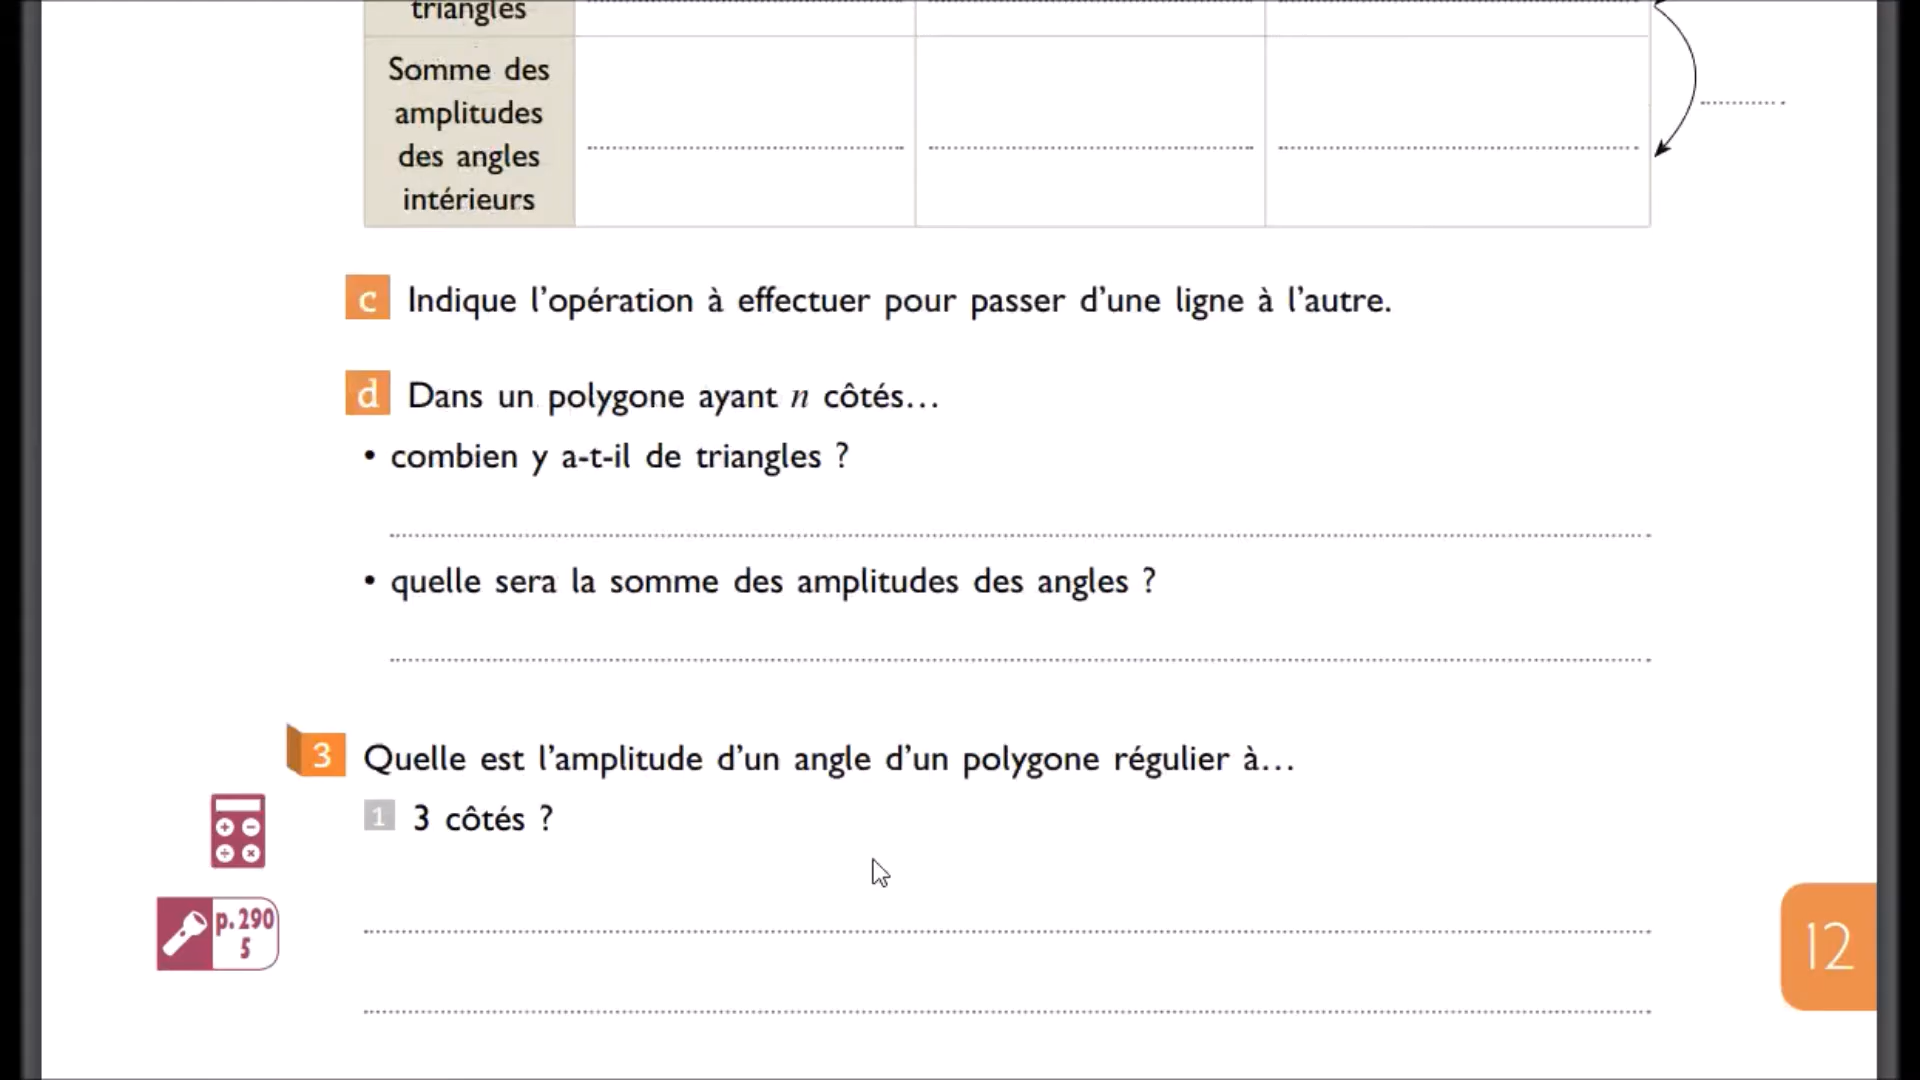 triangles
Somme des
amplitudes
des angles
intérieurs
c Indique l’opération à effectuer pour passer d’une ligne à l’autre.
d Dans un polygone ayant n côtés…
• combien y a-t-il de triangles ?
• quelle sera la somme des amplitudes des angles ?
3 Quelle est l’amplitude d’un angle d’un polygone régulier à…
1 3 côtés ?
p. 290
5
12